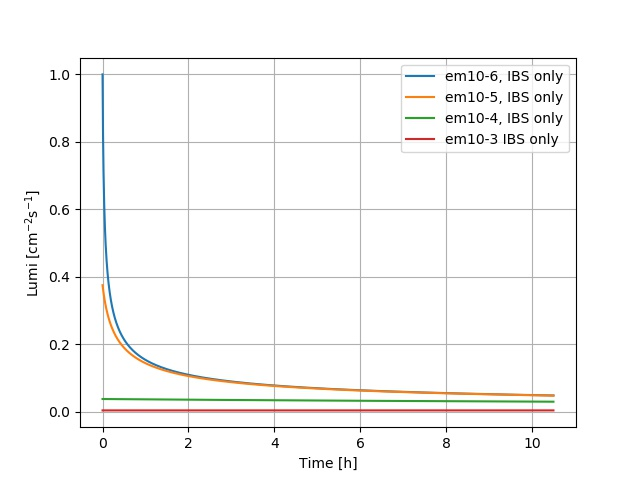 em10-6, IBS only
em10-5, IBS only
em10-4, IBS only
em10-3 IBS only
1.0
0.8
0.6
0.4
0.2
0.0
Lumi [cm⁻²s⁻¹]
0 2 4 6 8 10
Time [h]